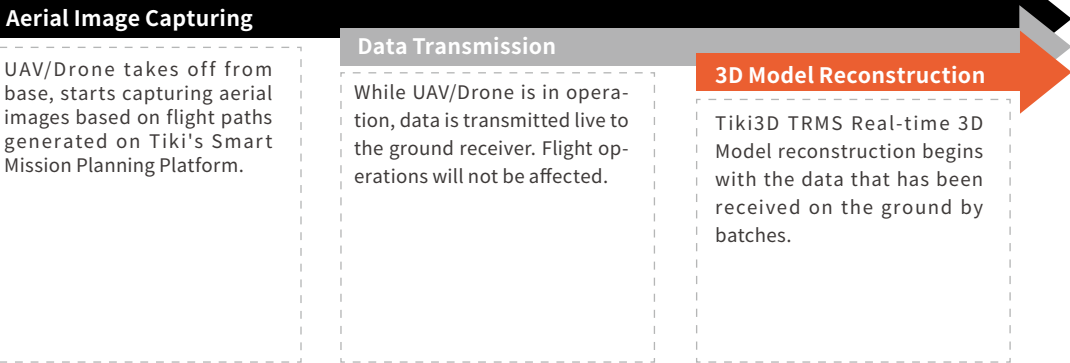 Aerial Image Capturing
UAV/Drone takes off from
base, starts capturing aerial
images based on flight paths
generated on Tiki's Smart
Mission Planning Platform.
Data Transmission
While UAV/Drone is in opera-
tion, data is transmitted live to
the ground receiver. Flight op-
erations will not be affected.
3D Model Reconstruction
Tiki3D TRMS Real-time 3D
Model reconstruction begins
with the data that has been
received on the ground by
batches.